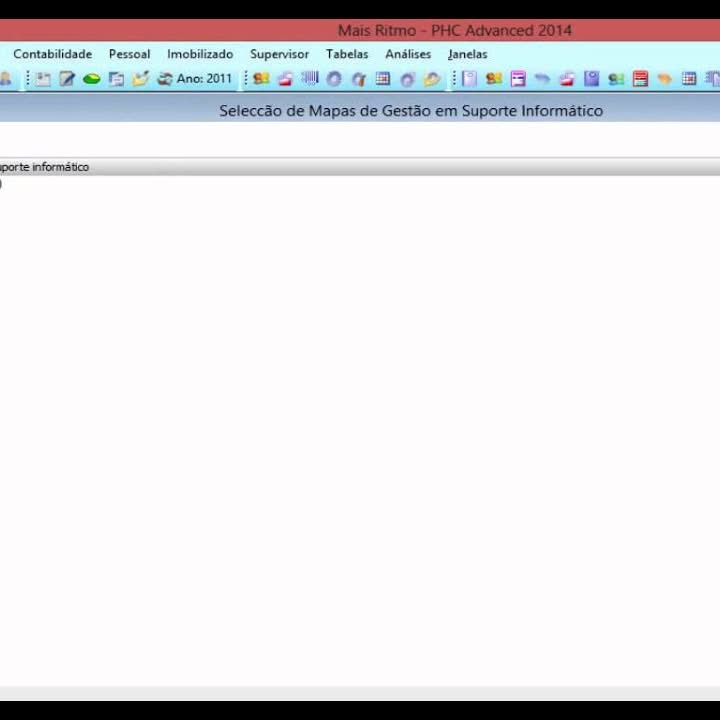 Mais Ritmo - PHC Advanced 2014
Contabilidade Pessoal Imobilizado Supervisor Tabelas Análises Janelas
Ano: 2011
Selecção de Mapas de Gestão em Suporte Informático
uporte informático
)